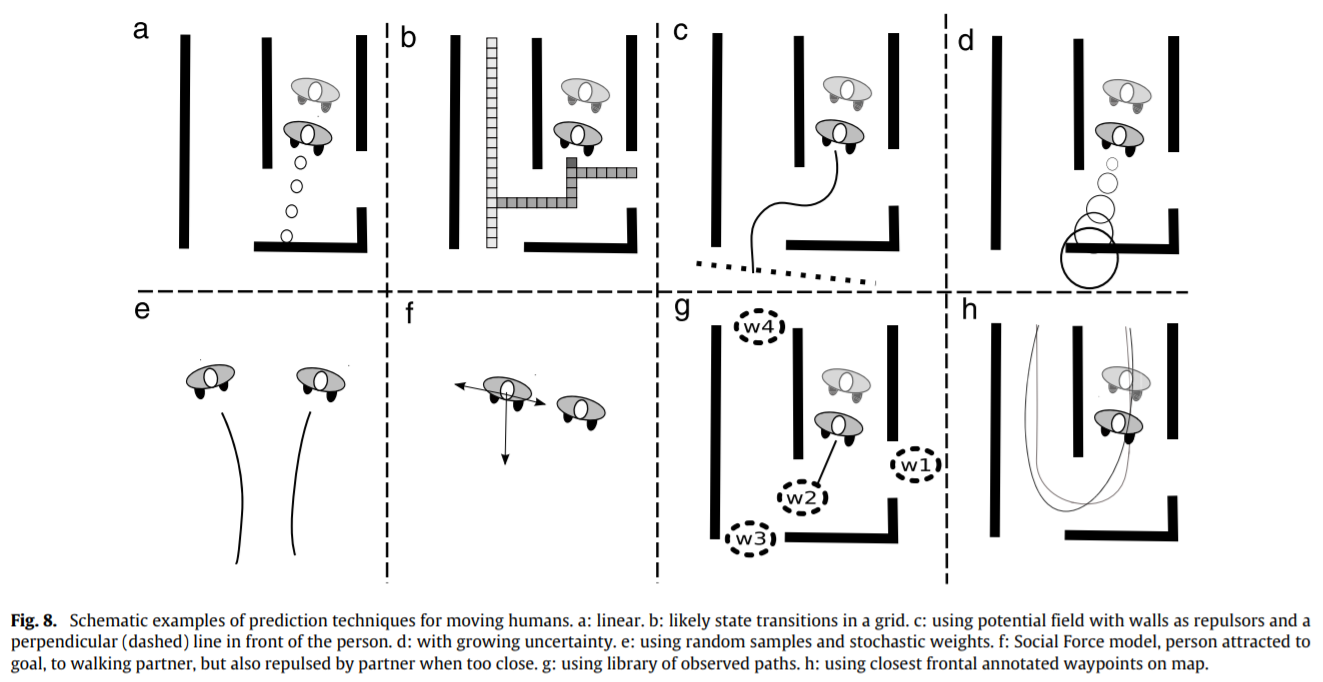 a
b
c
d
e
f
g
h
w4
w1
w2
w3
Fig. 8. Schematic examples of prediction techniques for moving humans. a: linear. b: likely state transitions in a grid. c: using potential field with walls as repulsors and a
perpendicular (dashed) line in front of the person. d: with growing uncertainty. e: using random samples and stochastic weights. f: Social Force model, person attracted to
goal, to walking partner, but also repulsed by partner when too close. g: using library of observed paths. h: using closest frontal annotated waypoints on map.